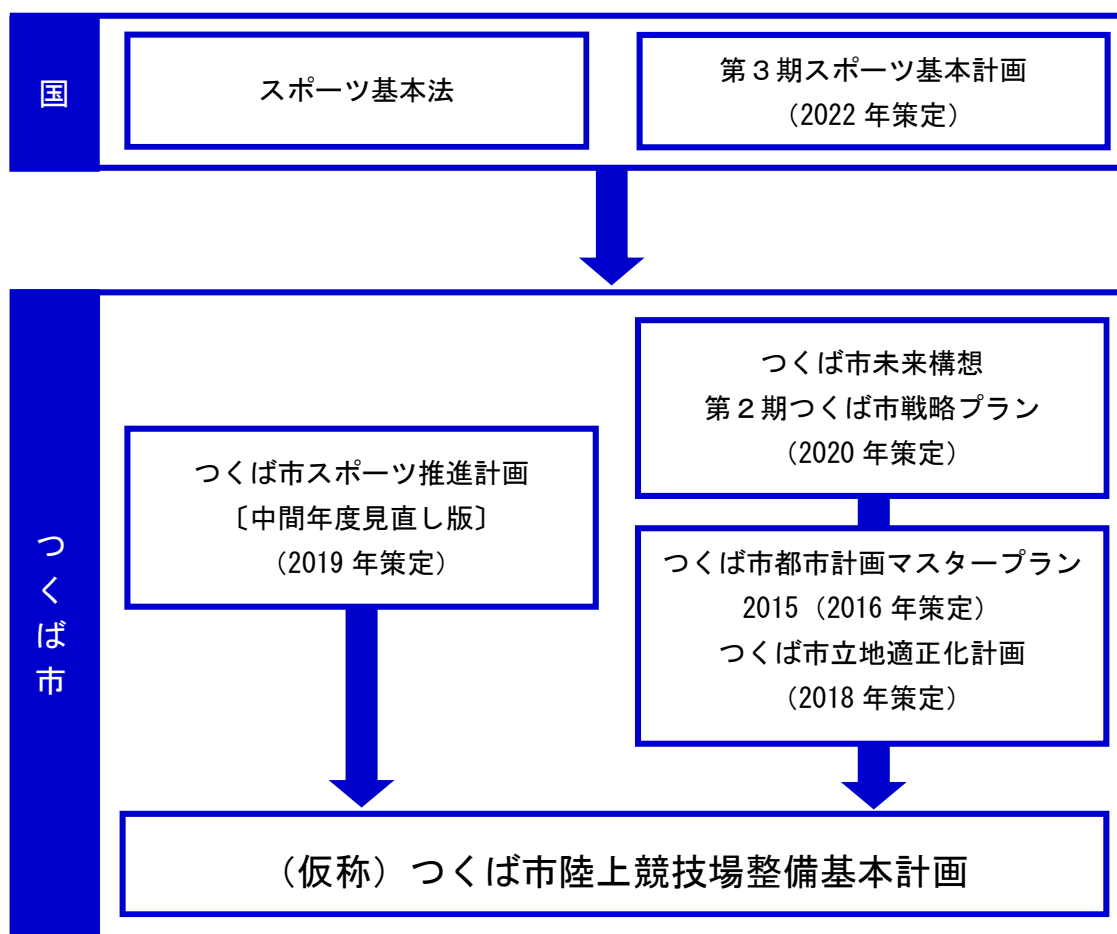 国
スポーツ基本法
第３期スポーツ基本計画
（2022 年策定）
つくば市
つくば市未来構想
第２期つくば市戦略プラン
（2020 年策定）
つくば市スポーツ推進計画
〔中間年度見直し版〕
（2019 年策定）
つくば市都市計画マスタープラン
2015（2016 年策定）
つくば市立地適正化計画
（2018 年策定）
（仮称）つくば市陸上競技場整備基本計画